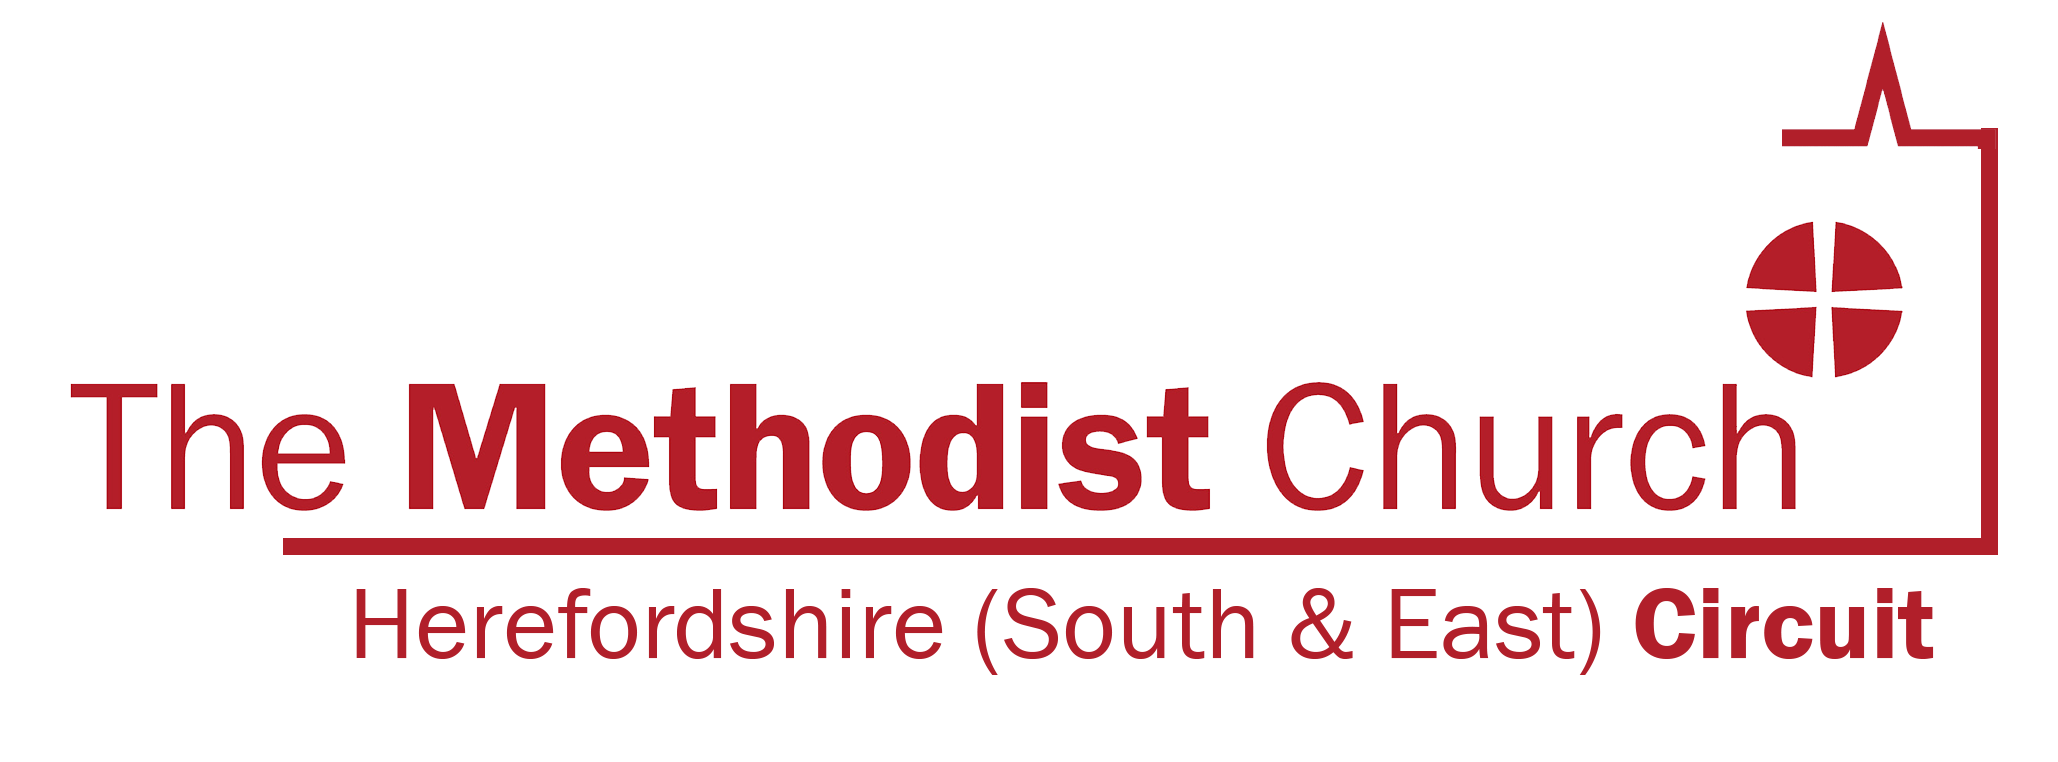 The Methodist Church
Herefordshire (South & East) Circuit